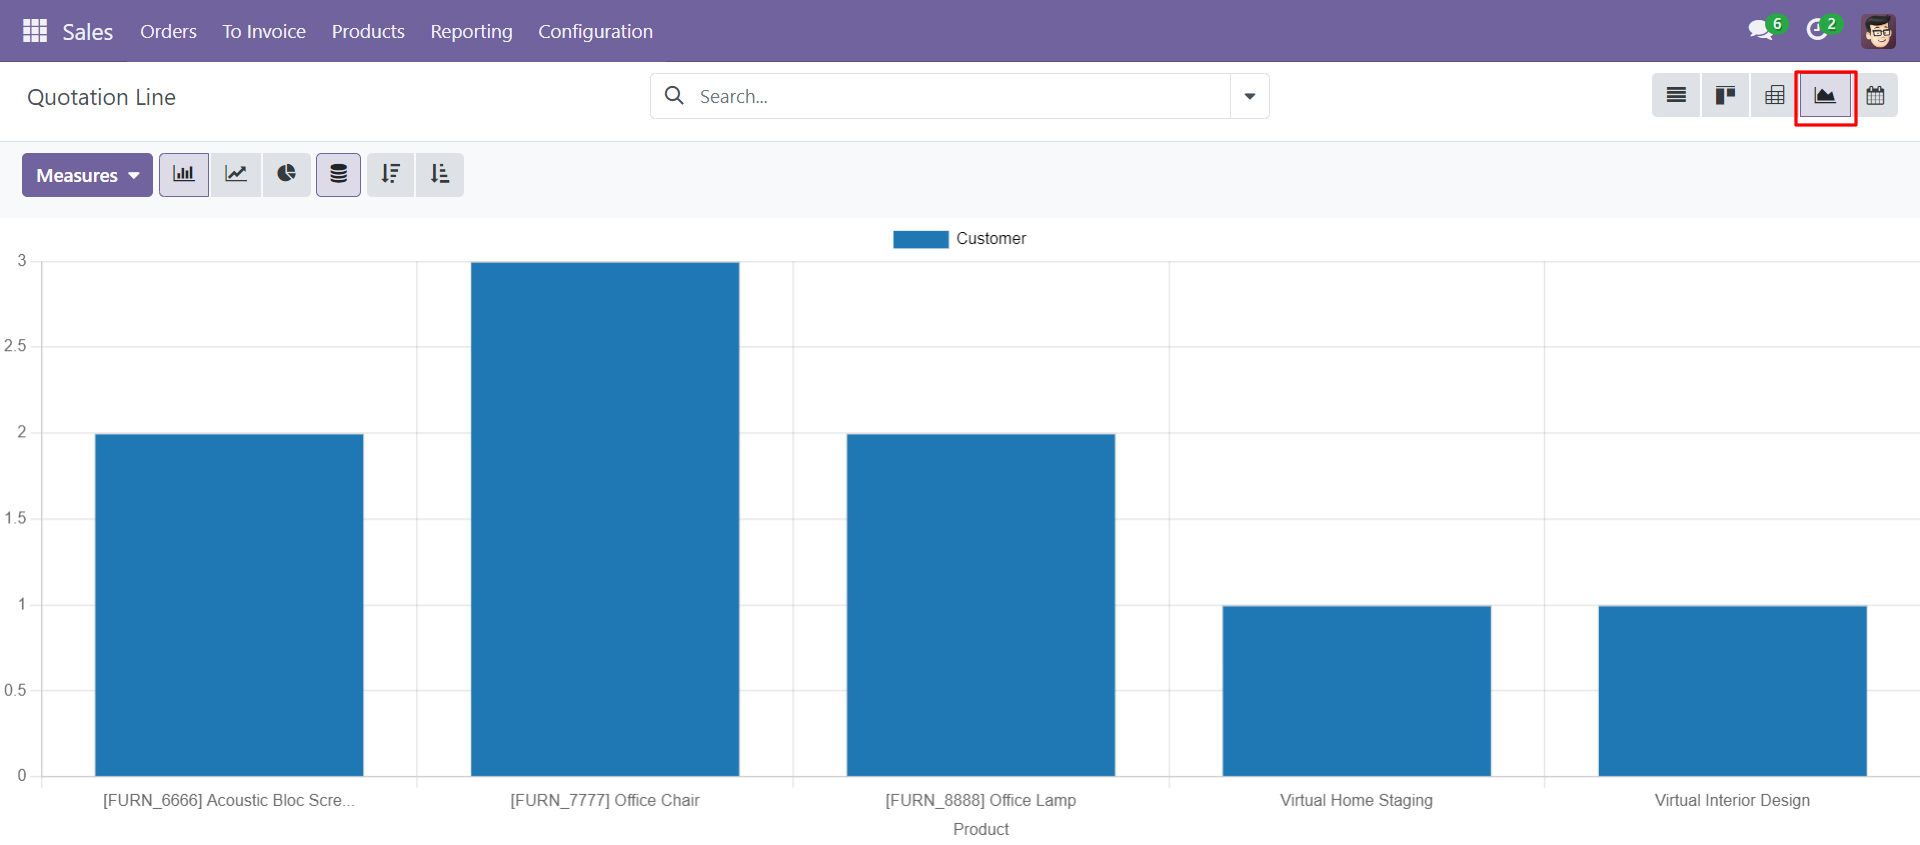 Sales Orders To Invoice Products Reporting Configuration 6 2
Quotation Line Search...
Measures
Customer
3
2.5
2
1.5
1
0.5
0
[FURN_6666] Acoustic Bloc Scre... [FURN_7777] Office Chair [FURN_8888] Office Lamp Virtual Home Staging Virtual Interior Design
Product